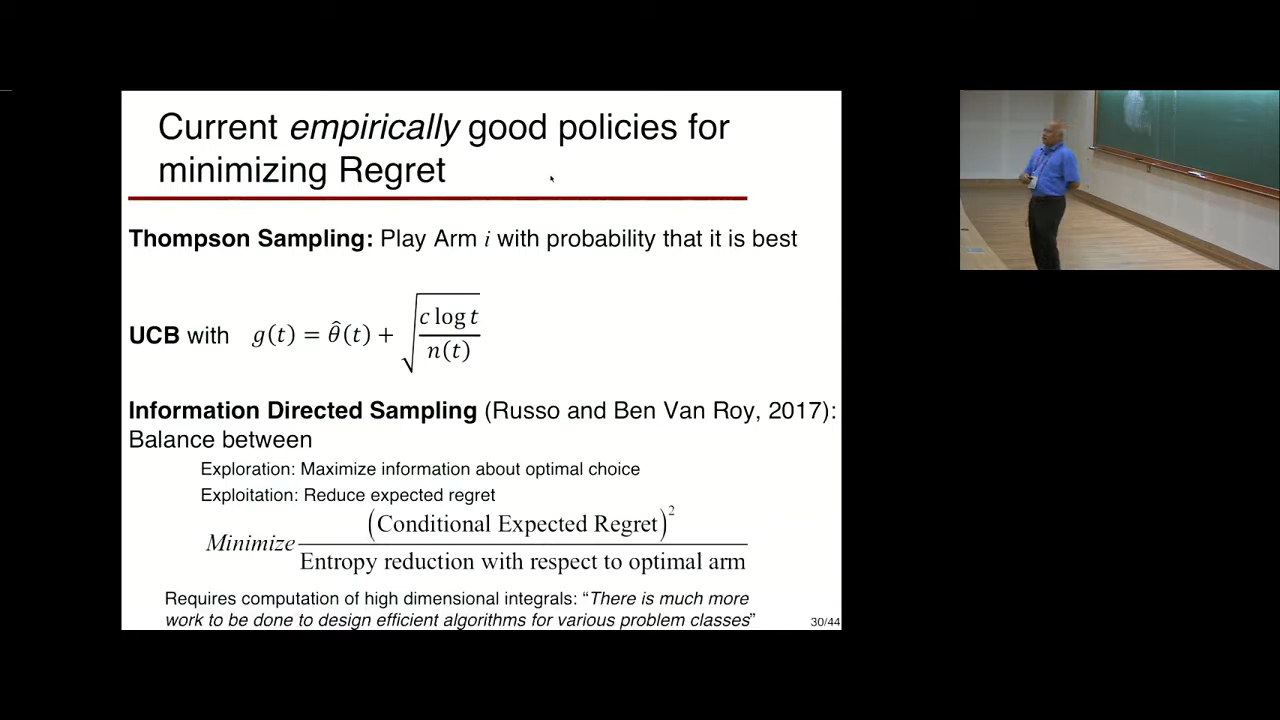 Current empirically good policies for
minimizing Regret
Thompson Sampling: Play Arm i with probability that it is best
UCB with g(t) = θ̂(t) + √(c log t / n(t))
Information Directed Sampling (Russo and Ben Van Roy, 2017):
Balance between
Exploration: Maximize information about optimal choice
Exploitation: Reduce expected regret
Minimize (Conditional Expected Regret)² / Entropy reduction with respect to optimal arm
Requires computation of high dimensional integrals: “There is much more
work to be done to design efficient algorithms for various problem classes”
30/44